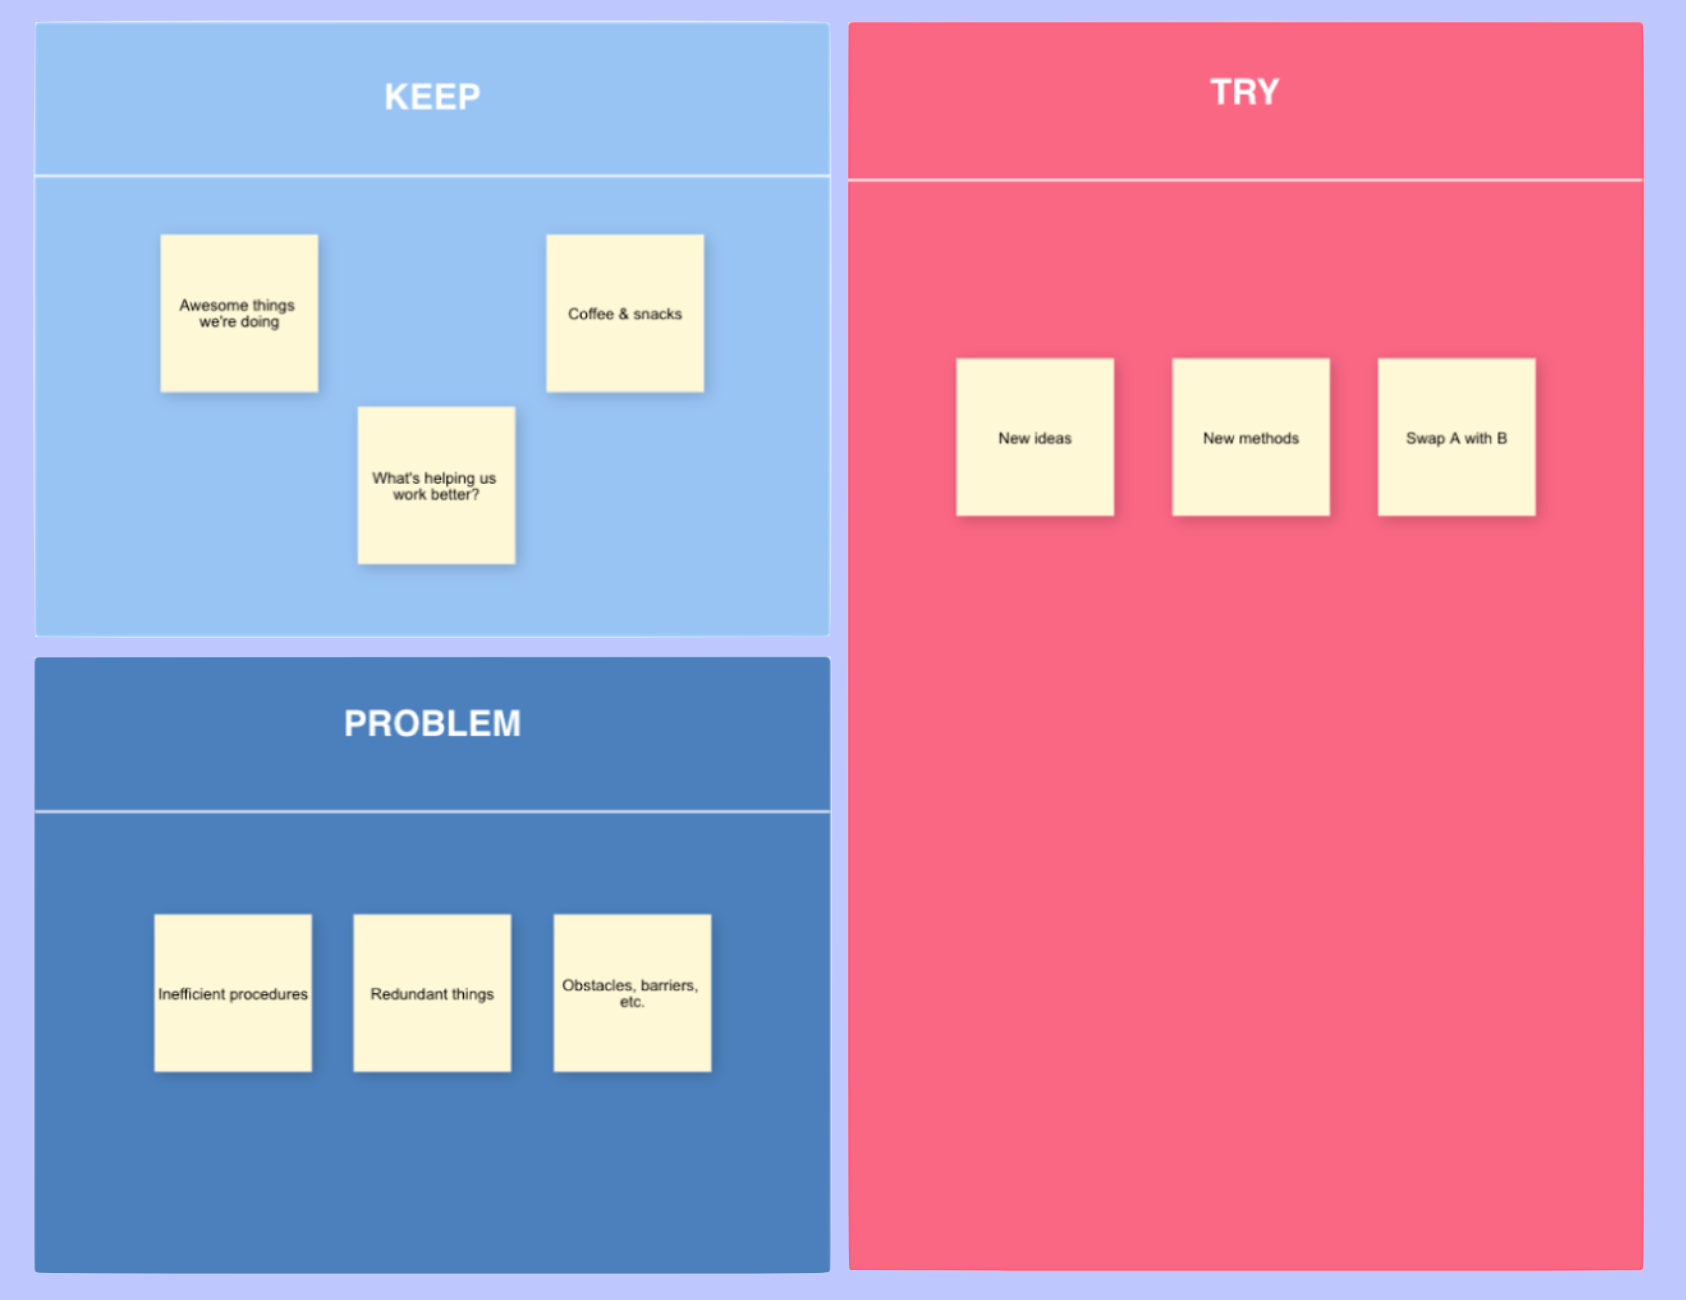 KEEP
Awesome things
we're doing
Coffee & snacks
What's helping us
work better?
PROBLEM
Inefficient procedures
Redundant things
Obstacles, barriers,
etc.
TRY
New ideas
New methods
Swap A with B